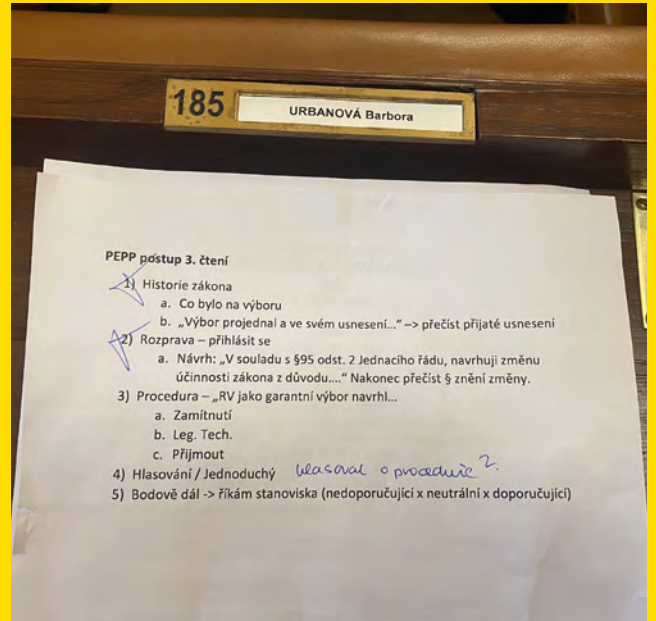 185
URBANOVÁ Barbora
PEPP postup 3. čtení
1) Historie zákona
a. Co bylo na výboru
b. „Výbor projednal a ve svém usnesení...“ –> přečíst přijaté usnesení
2) Rozprava – přihlásit se
a. Návrh: „V souladu s §95 odst. 2 Jednacího řádu, navrhuji změnu
účinnosti zákona z důvodu....“ Nakonec přečíst § znění změny.
3) Procedura – „RV jako garantní výbor navrhl...
a. Zamítnutí
b. Leg. Tech.
c. Přijmout
4) Hlasování / Jednoduchý hlasoval o proceduře?
5) Bodově dál -> říkám stanoviska (nedoporučující x neutrální x doporučující)